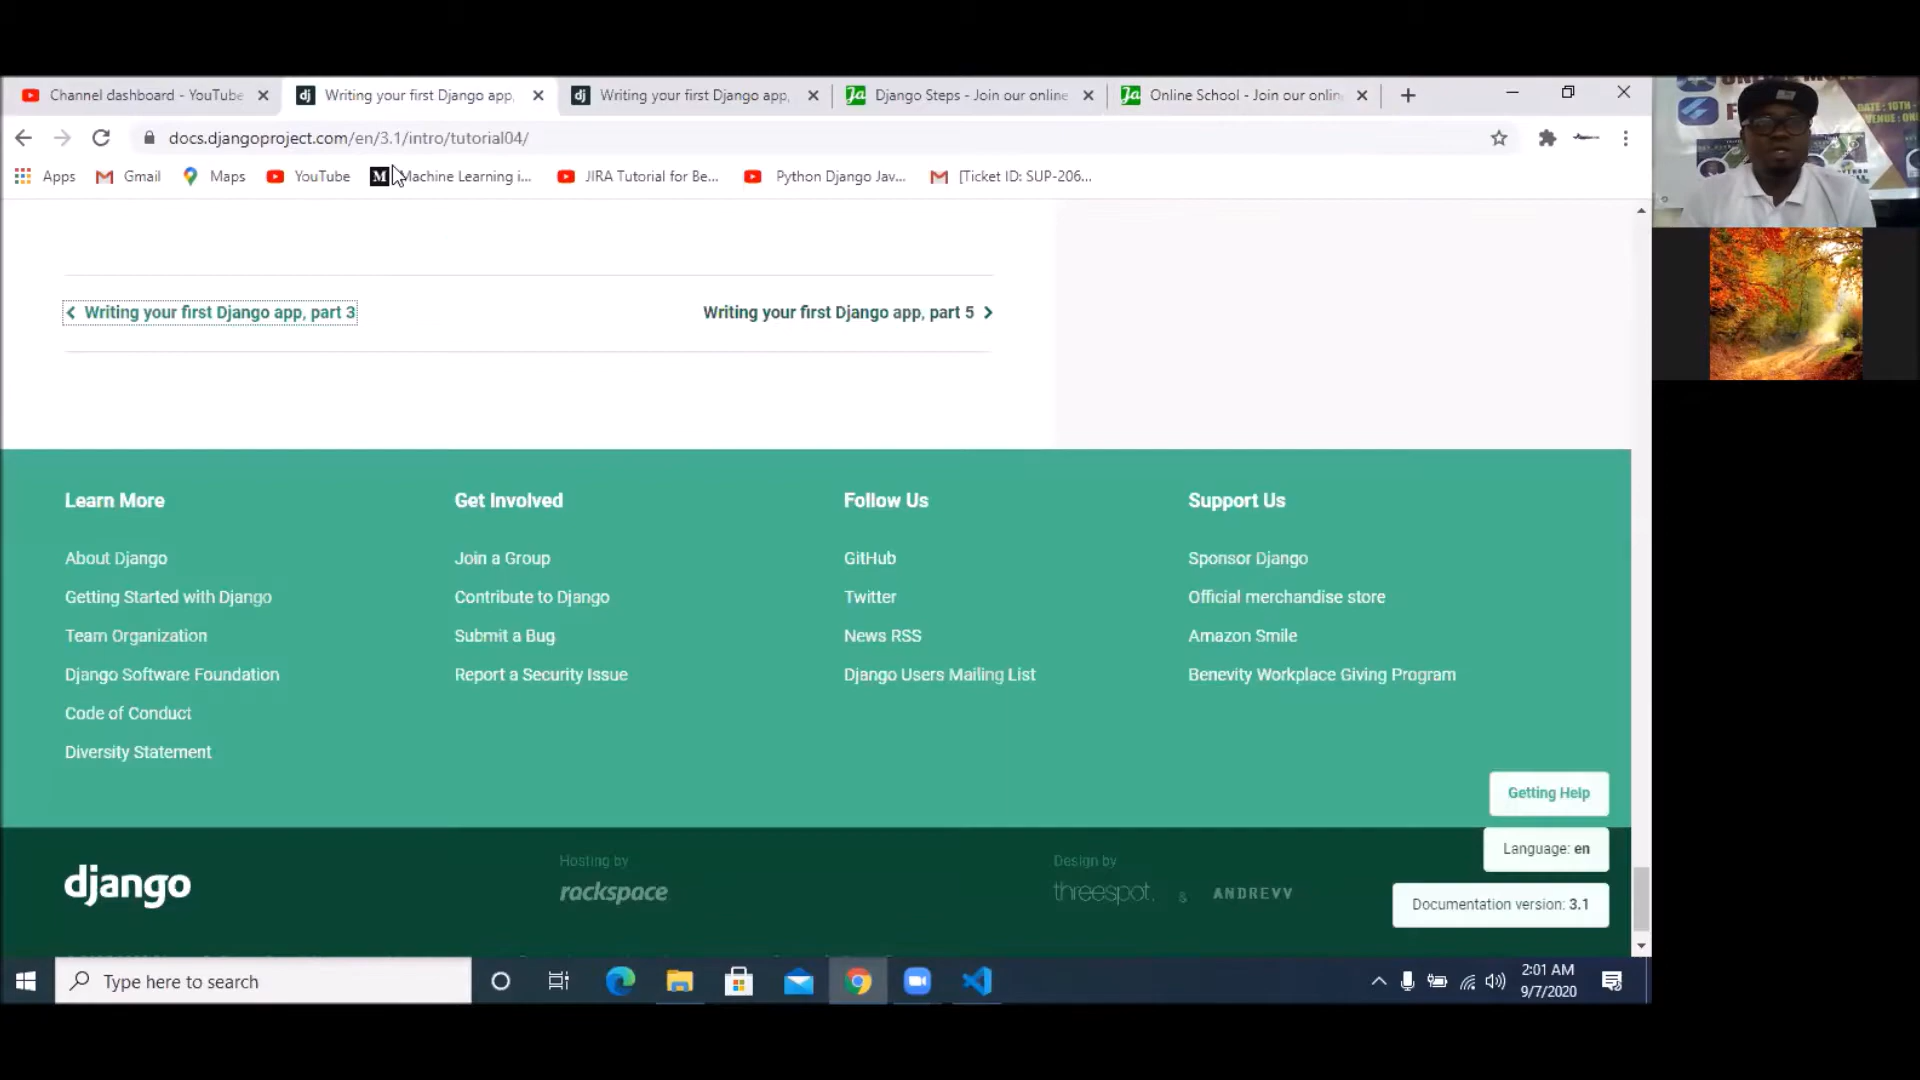 Channel dashboard - YouTube
Writing your first Django app,
Writing your first Django app,
Django Steps - Join our online
Online School - Join our onlin
docs.djangoproject.com/en/3.1/intro/tutorial04/
Apps
Gmail
Maps
YouTube
M
Machine Learning i...
JIRA Tutorial for Be...
Python Django Jav...
[Ticket ID: SUP-206...
DATE : 10TH -
Writing your first Django app, part 3
Writing your first Django app, part 5
Learn More
About Django
Getting Started with Django
Team Organization
Django Software Foundation
Code of Conduct
Diversity Statement
Get Involved
Join a Group
Contribute to Django
Submit a Bug
Report a Security Issue
Follow Us
GitHub
Twitter
News RSS
Django Users Mailing List
Support Us
Sponsor Django
Official merchandise store
Amazon Smile
Benevity Workplace Giving Program
Getting Help
Language: en
Documentation version: 3.1
django
Hosting by
rackspace
Design by
threespot.
&
ANDREVV
Type here to search
2:01 AM
9/7/2020